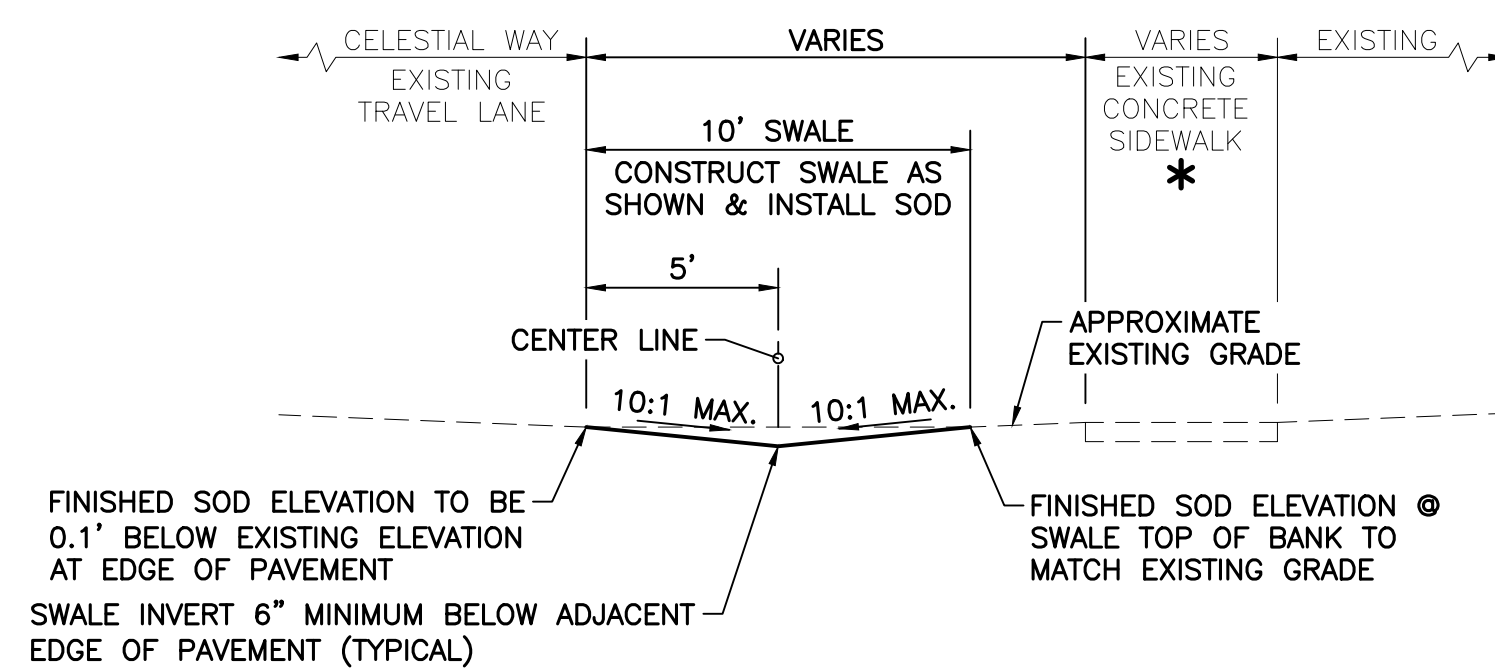 CELESTIAL WAY
EXISTING
TRAVEL LANE
VARIES
VARIES
EXISTING
CONCRETE
SIDEWALK
*
EXISTING
10' SWALE
CONSTRUCT SWALE AS
SHOWN & INSTALL SOD
5'
CENTER LINE
APPROXIMATE
EXISTING GRADE
10:1 MAX.
10:1 MAX.
FINISHED SOD ELEVATION TO BE
0.1' BELOW EXISTING ELEVATION
AT EDGE OF PAVEMENT
FINISHED SOD ELEVATION @
SWALE TOP OF BANK TO
MATCH EXISTING GRADE
SWALE INVERT 6" MINIMUM BELOW ADJACENT
EDGE OF PAVEMENT (TYPICAL)